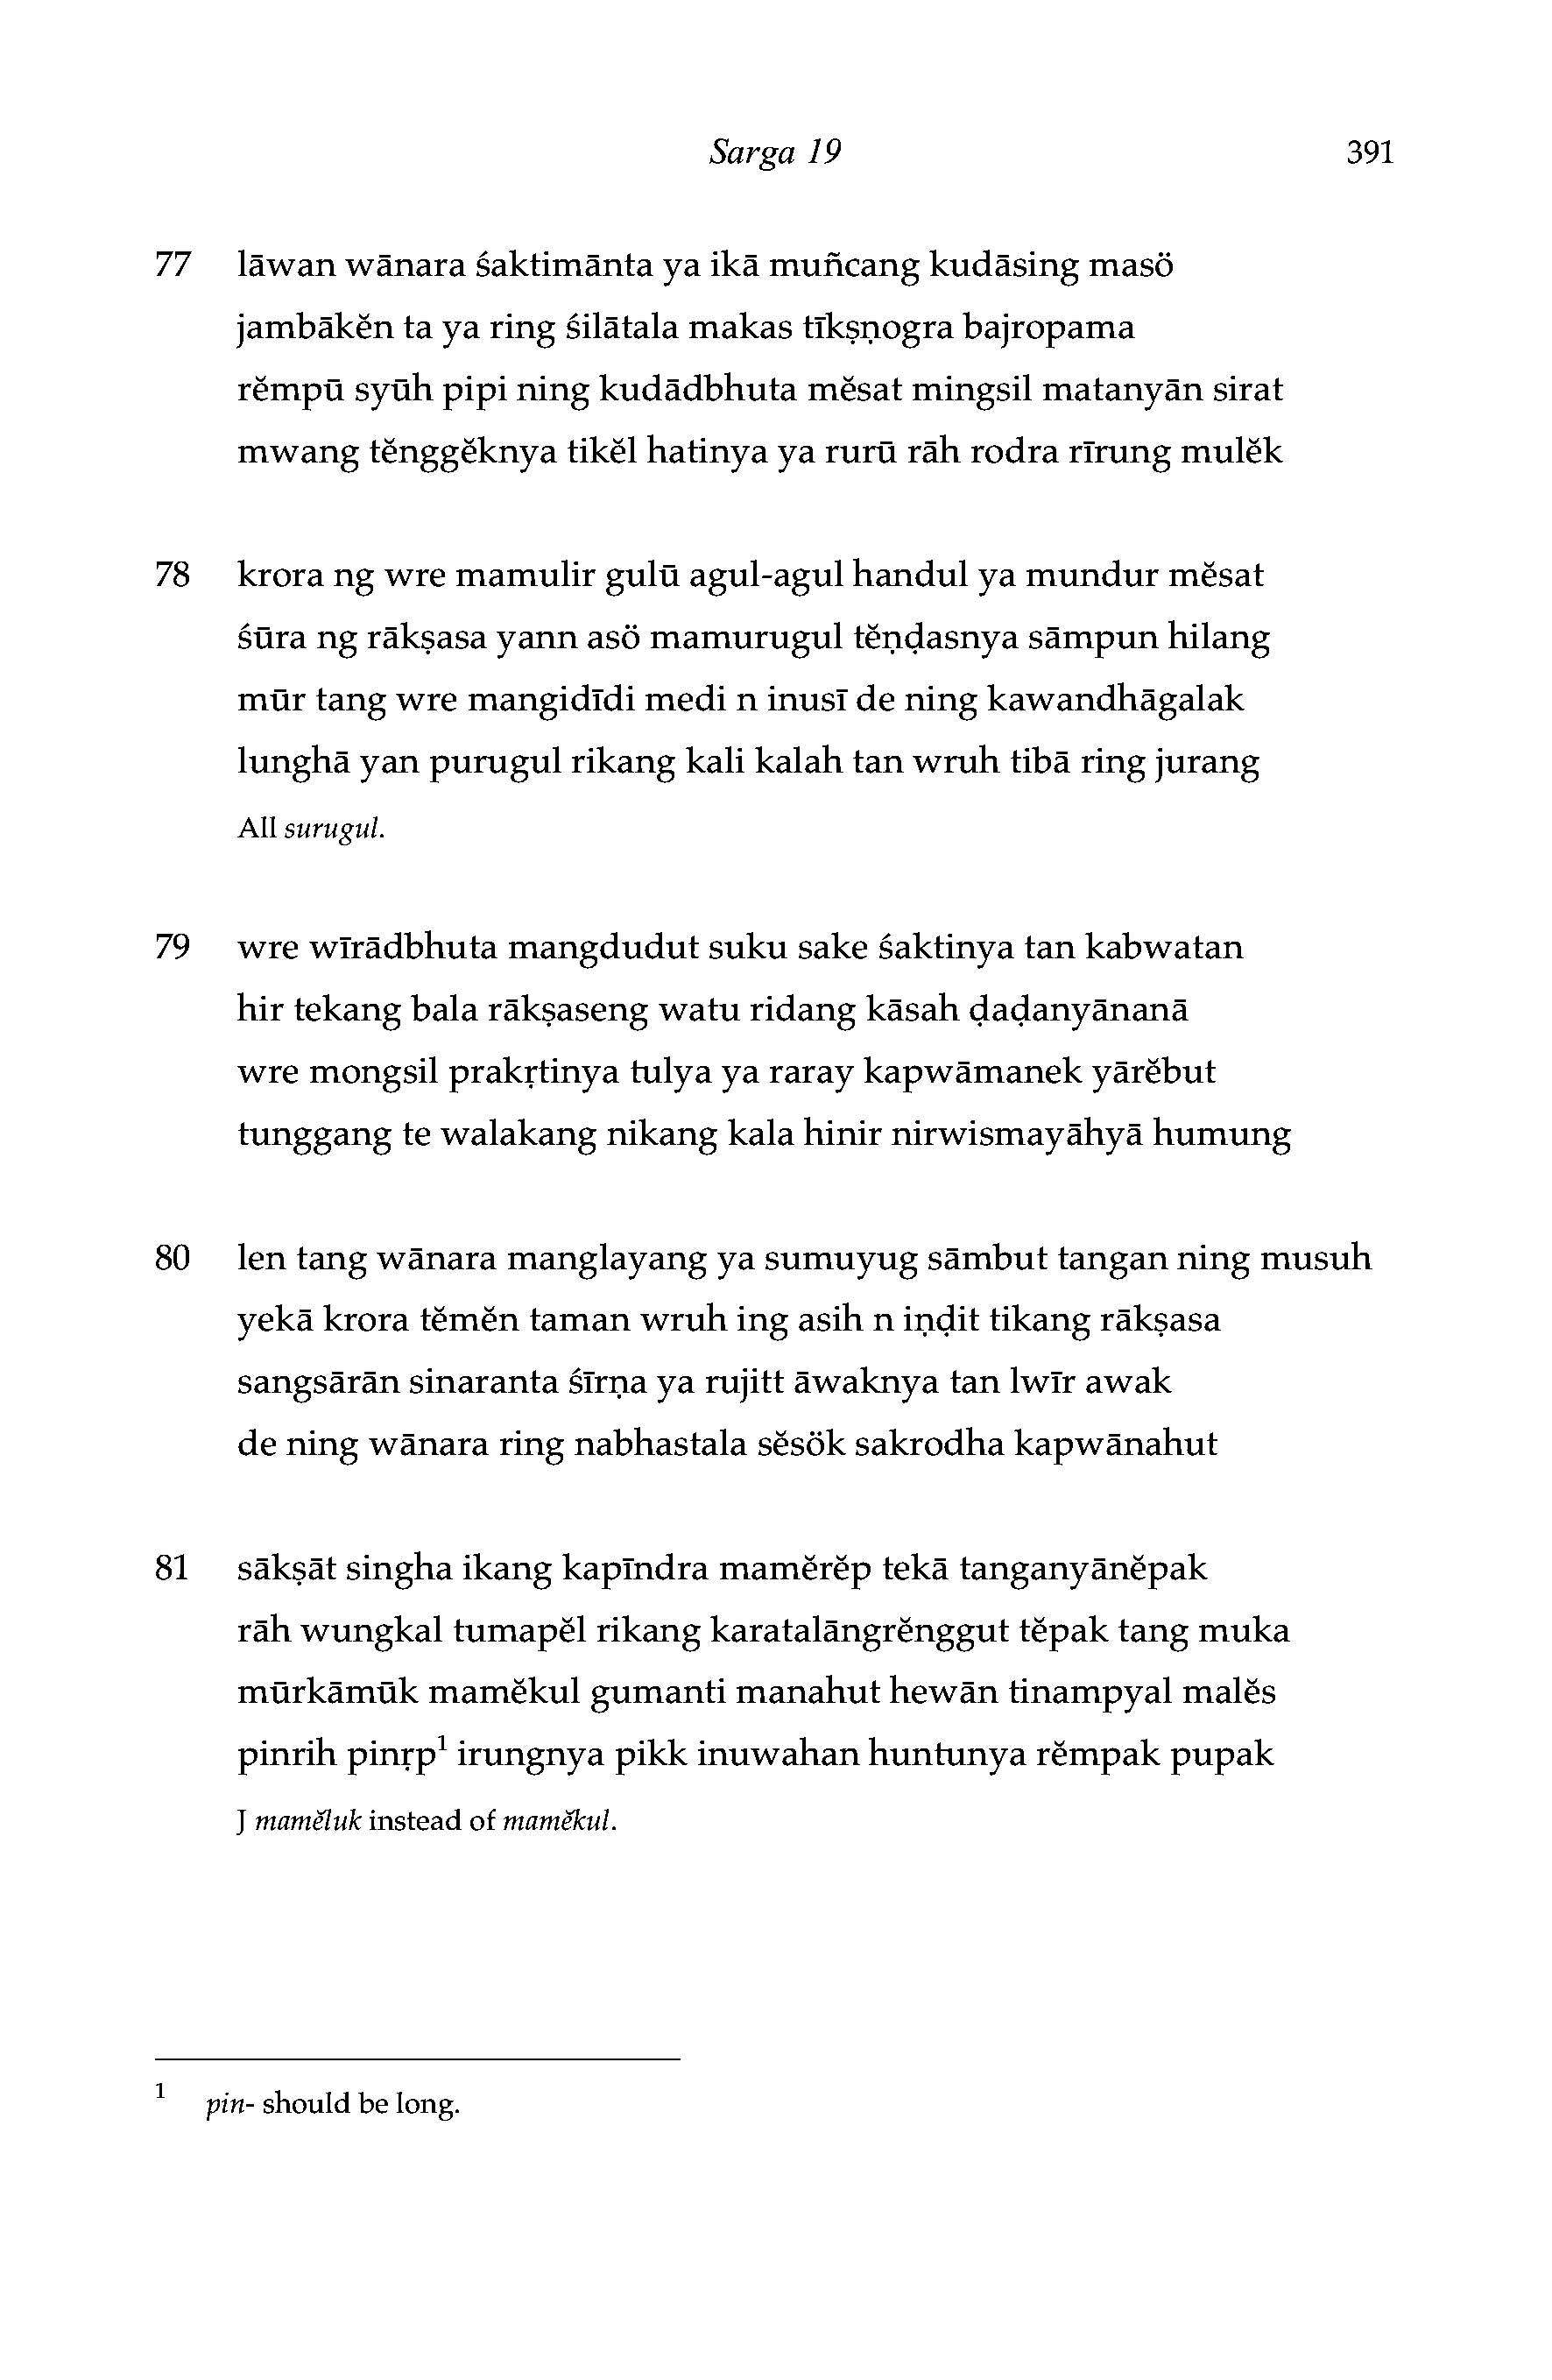 Sarga 19 391
77 lāwan wānara śaktimānta ya ikā muñcang kudāsing masö
jambākĕn ta ya ring śilātala makas tīkṣṇogra bajropama
rĕmpū syūh pipi ning kudādbhuta mĕsat mingsil matanyān sirat
mwang tĕnggĕknya tikĕl hatinya ya rurū rāh rodra rīrung mulĕk
78 krora ng wre mamulir gulū agul-agul handul ya mundur mĕsat
śūra ng rākṣasa yann asö mamurugul tĕṇḍasnya sāmpun hilang
mūr tang wre mangidīdi medi n inusī de ning kawandhāgalak
lunghā yan purugul rikang kali kalah tan wruh tibā ring jurang
All surugul.
79 wre wīrādbhuta mangdudut suku sake śaktinya tan kabwatan
hir tekang bala rākṣaseng watu ridang kāsah ḍaḍanyānanā
wre mongsil prakṛtinya tulya ya raray kapwāmanek yārĕbut
tunggang te walakang nikang kala hinir nirwismayāhyā humung
80 len tang wānara manglayang ya sumuyug sāmbut tangan ning musuh
yekā krora tĕmĕn taman wruh ing asih n iṇḍit tikang rākṣasa
sangsārān sinaranta śīrṇa ya rujitt āwaknya tan lwīr awak
de ning wānara ring nabhastala sĕsök sakrodha kapwānahut
81 sākṣāt singha ikang kapīndra mamĕrĕp tekā tanganyānĕpak
rāh wungkal tumapĕl rikang karatalāngrĕnggut tĕpak tang muka
mūrkāmūk mamĕkul gumanti manahut hewān tinampyal malĕs
pinrih pinṛp¹ irungnya pikk inuwahan huntunya rĕmpak pupak
J mamĕluk instead of mamĕkul.
¹ pin- should be long.